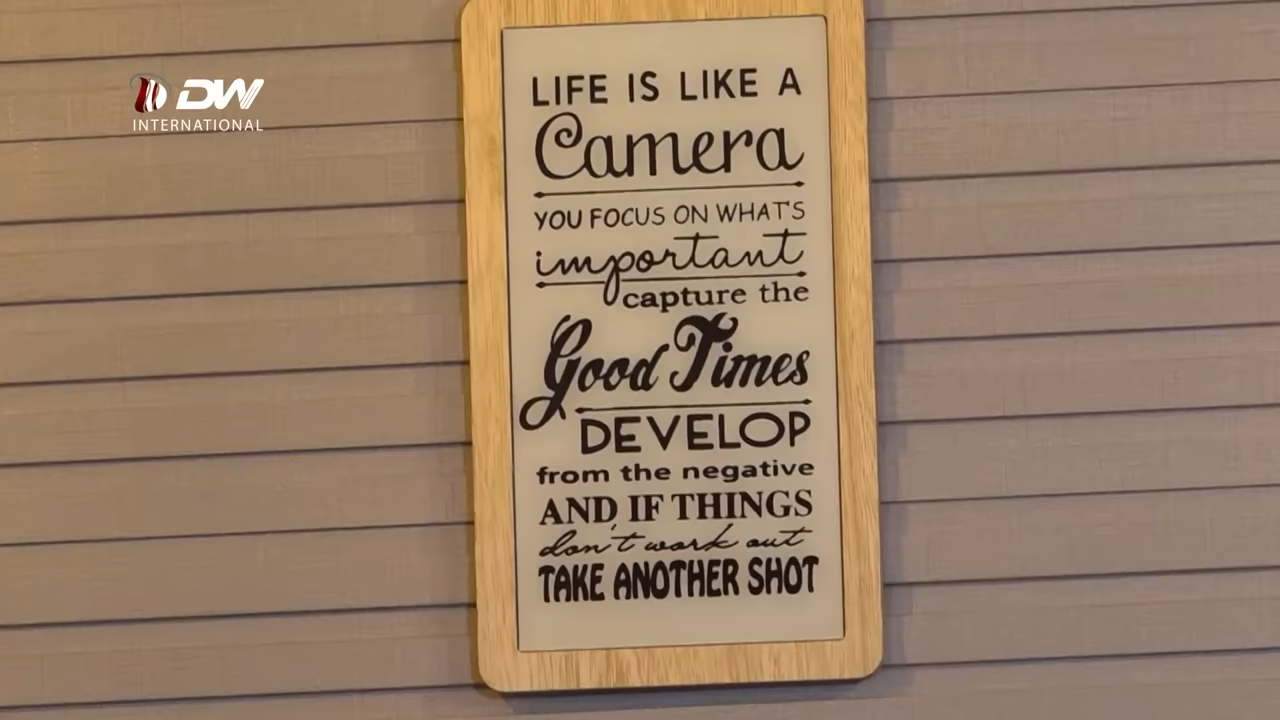 DW
INTERNATIONAL
LIFE IS LIKE A
Camera
YOU FOCUS ON WHAT'S
important
capture the
Good Times
DEVELOP
from the negative
AND IF THINGS
don't work out
TAKE ANOTHER SHOT